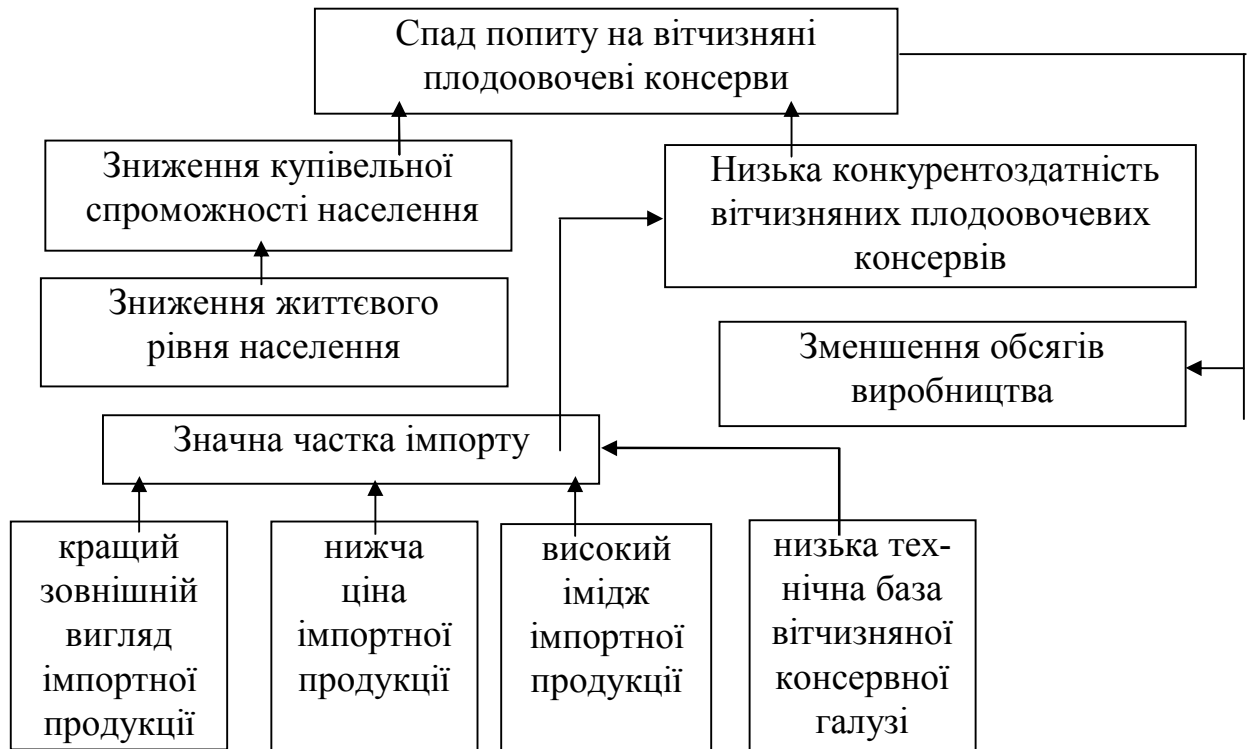 Спад попиту на вітчизняні
плодоовочеві консерви
Зниження купівельної
спроможності населення
Низька конкурентоздатність
вітчизняних плодоовочевих
консервів
Зниження життєвого
рівня населення
Зменшення обсягів
виробництва
Значна частка імпорту
кращий
зовнішній
вигляд
імпортної
продукції
нижча
ціна
імпортної
продукції
високий
імідж
імпортної
продукції
низька тех-
нічна база
вітчизняної
консервної
галузі